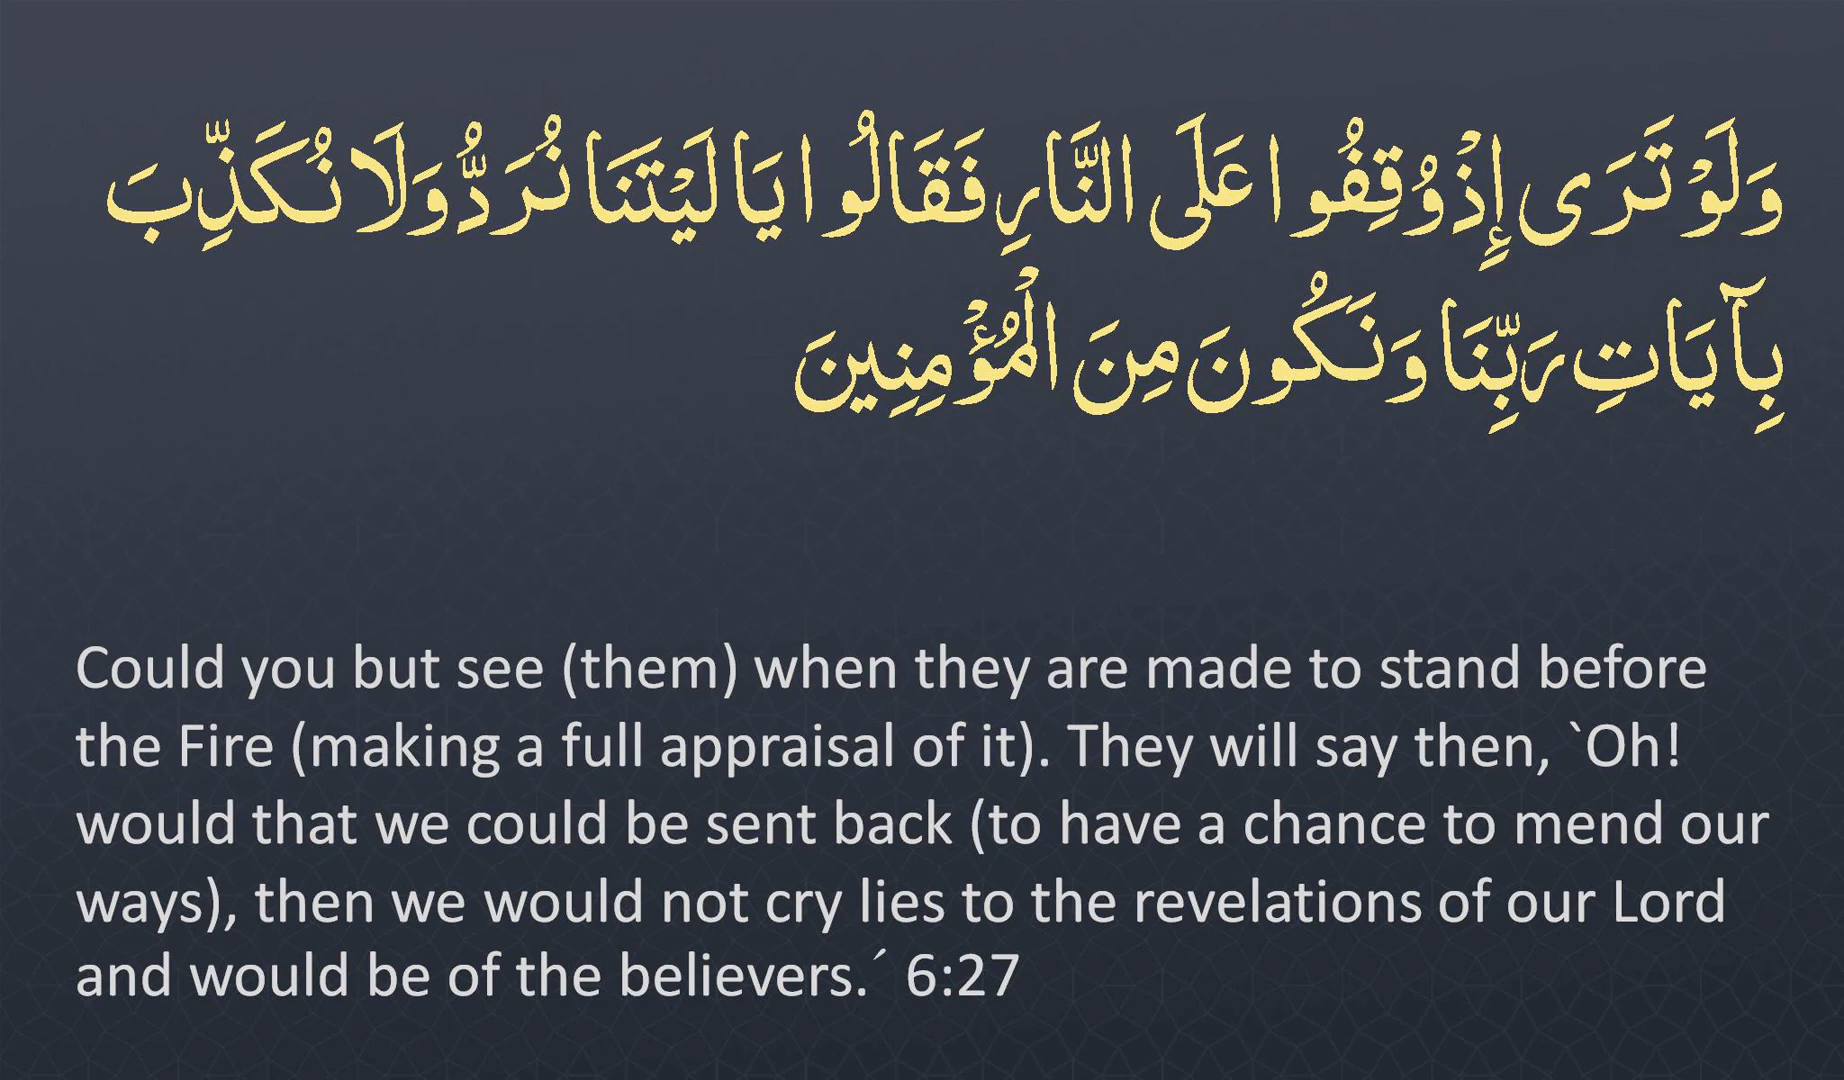 وَلَوْ تَرَى إِذْ وُقِفُوا عَلَى النَّارِ فَقَالُوا يَا لَيْتَنَا نُرَدُّ وَلَا نُكَذِّبَ
بِآيَاتِ رَبِّنَا وَنَكُونَ مِنَ الْمُؤْمِنِينَ
Could you but see (them) when they are made to stand before
the Fire (making a full appraisal of it). They will say then, `Oh!
would that we could be sent back (to have a chance to mend our
ways), then we would not cry lies to the revelations of our Lord
and would be of the believers.´ 6:27